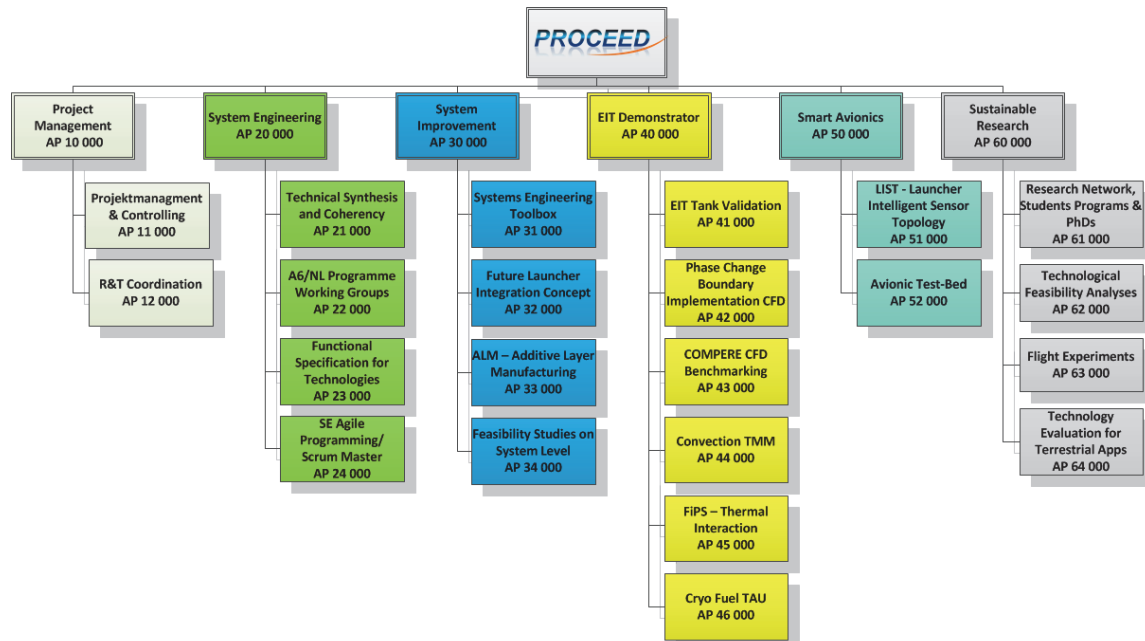 PROCEED
Project
Management
AP 10 000
System Engineering
AP 20 000
System
Improvement
AP 30 000
EIT Demonstrator
AP 40 000
Smart Avionics
AP 50 000
Sustainable
Research
AP 60 000
Projektmanagment
& Controlling
AP 11 000
R&T Coordination
AP 12 000
Technical Synthesis
and Coherency
AP 21 000
A6/NL Programme
Working Groups
AP 22 000
Functional
Specification for
Technologies
AP 23 000
SE Agile
Programming/
Scrum Master
AP 24 000
Systems Engineering
Toolbox
AP 31 000
Future Launcher
Integration Concept
AP 32 000
ALM – Additive Layer
Manufacturing
AP 33 000
Feasibility Studies on
System Level
AP 34 000
EIT Tank Validation
AP 41 000
Phase Change
Boundary
Implementation CFD
AP 42 000
COMPERE CFD
Benchmarking
AP 43 000
Convection TMM
AP 44 000
FiPS – Thermal
Interaction
AP 45 000
Cryo Fuel TAU
AP 46 000
LIST - Launcher
Intelligent Sensor
Topology
AP 51 000
Avionic Test-Bed
AP 52 000
Research Network,
Students Programs &
PhDs
AP 61 000
Technological
Feasibility Analyses
AP 62 000
Flight Experiments
AP 63 000
Technology
Evaluation for
Terrestrial Apps
AP 64 000